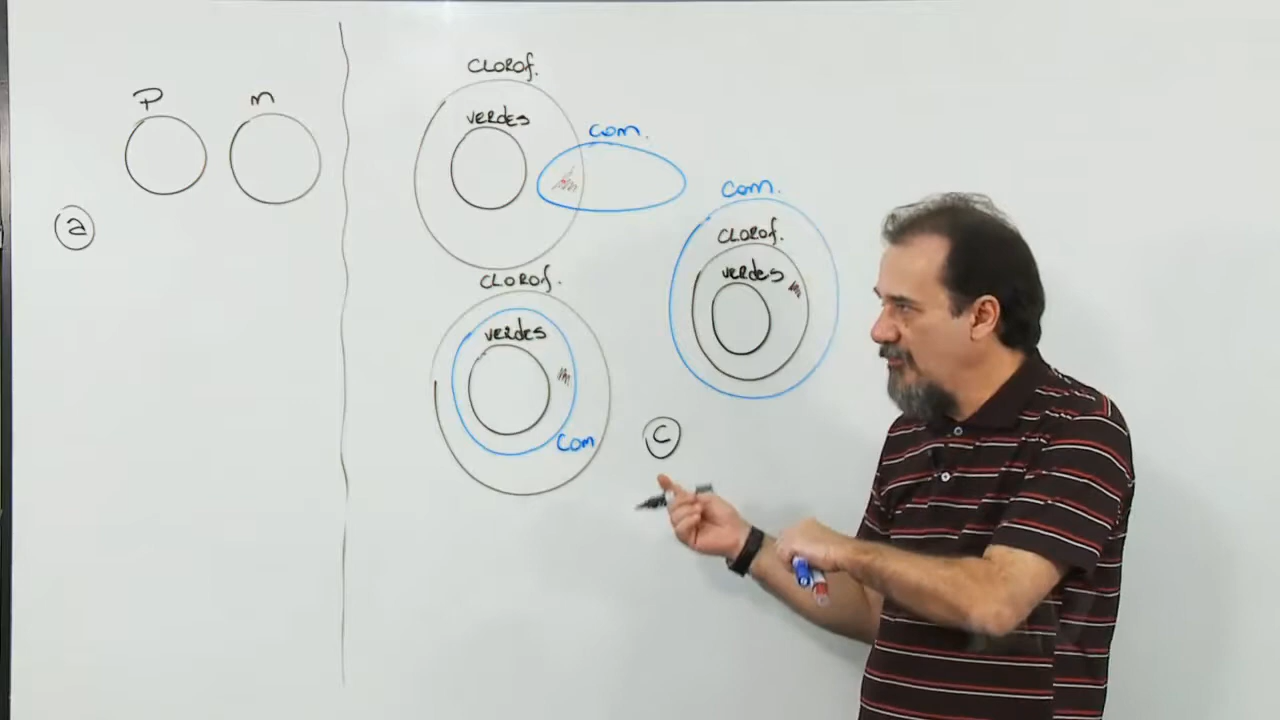 P m
a
CLOROF.
VERDES
com.
CLOROF.
VERDES
com
com.
CLOROF.
VERDES
C